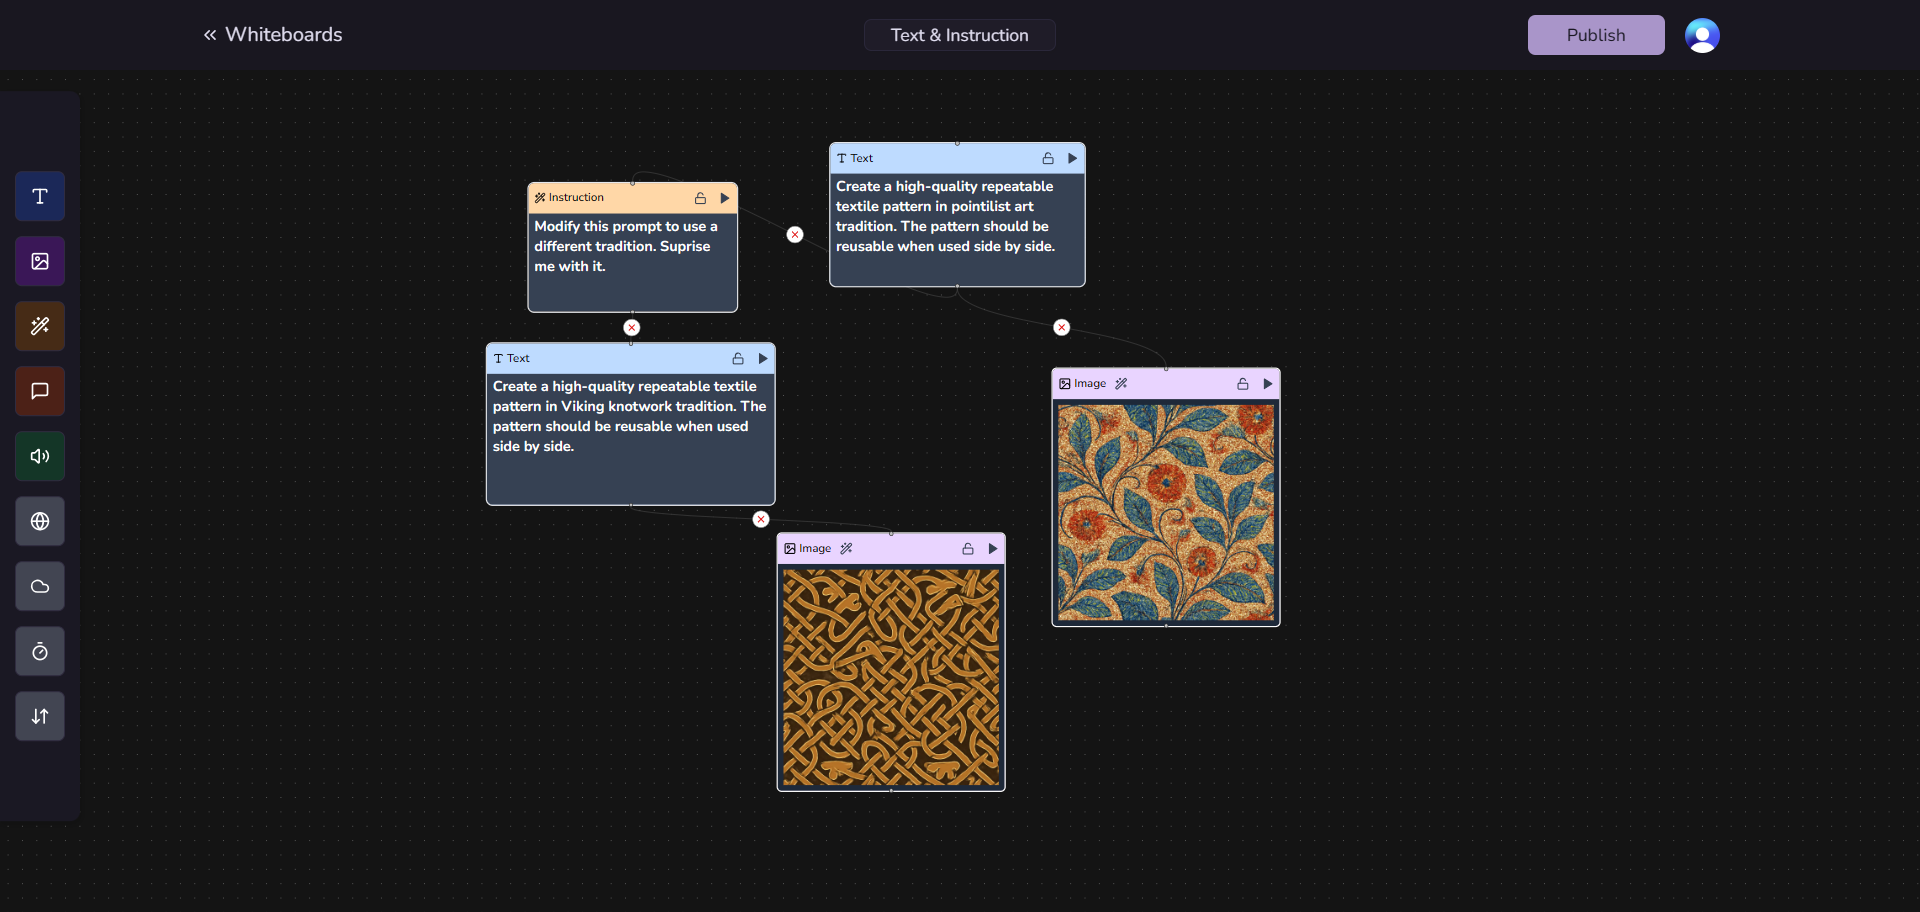 Whiteboards
Text & Instruction
Publish
Text
Create a high-quality repeatable
textile pattern in pointilist art
tradition. The pattern should be
reusable when used side by side.
Instruction
Modify this prompt to use a
different tradition. Suprise
me with it.
Text
Create a high-quality repeatable textile
pattern in Viking knotwork tradition. The
pattern should be reusable when used
side by side.
Image
Image